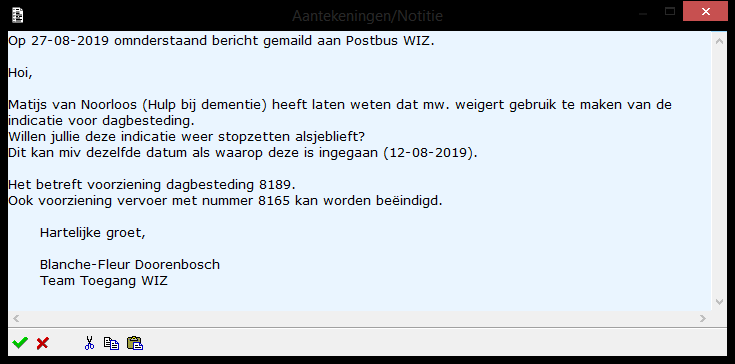 Aantekeningen/Notitie
Op 27-08-2019 omnderstaand bericht gemaild aan Postbus WIZ.
Hoi,
Matijs van Noorloos (Hulp bij dementie) heeft laten weten dat mw. weigert gebruik te maken van de
indicatie voor dagbesteding.
Willen jullie deze indicatie weer stopzetten alsjeblieft?
Dit kan miv dezelfde datum als waarop deze is ingegaan (12-08-2019).
Het betreft voorziening dagbesteding 8189.
Ook voorziening vervoer met nummer 8165 kan worden beëindigd.
Hartelijke groet,
Blanche-Fleur Doorenbosch
Team Toegang WIZ